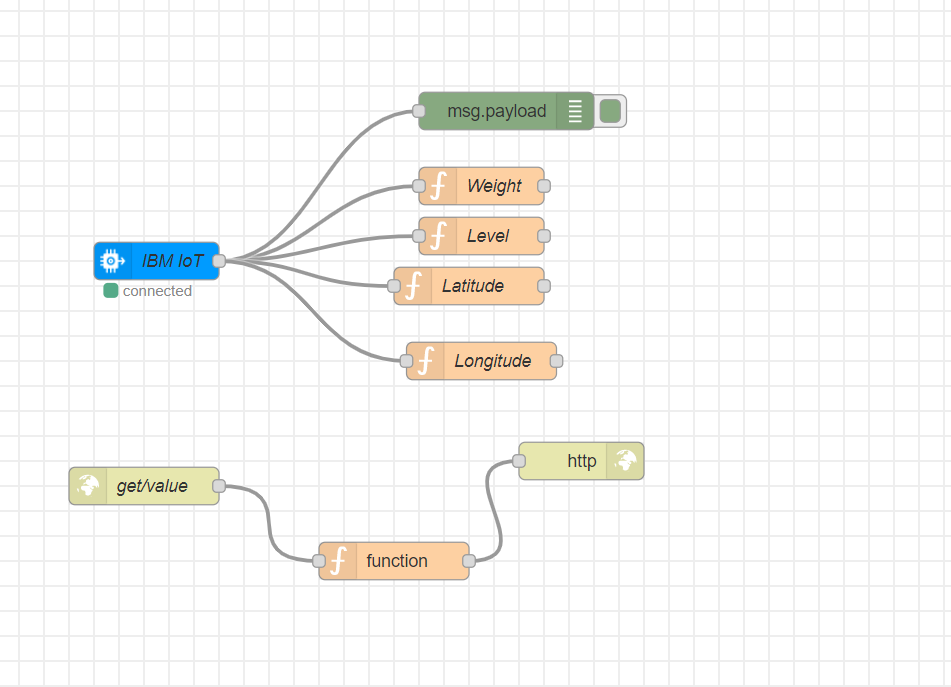 msg.payload
Weight
Level
IBM IoT
connected
Latitude
Longitude
get/value
http
function